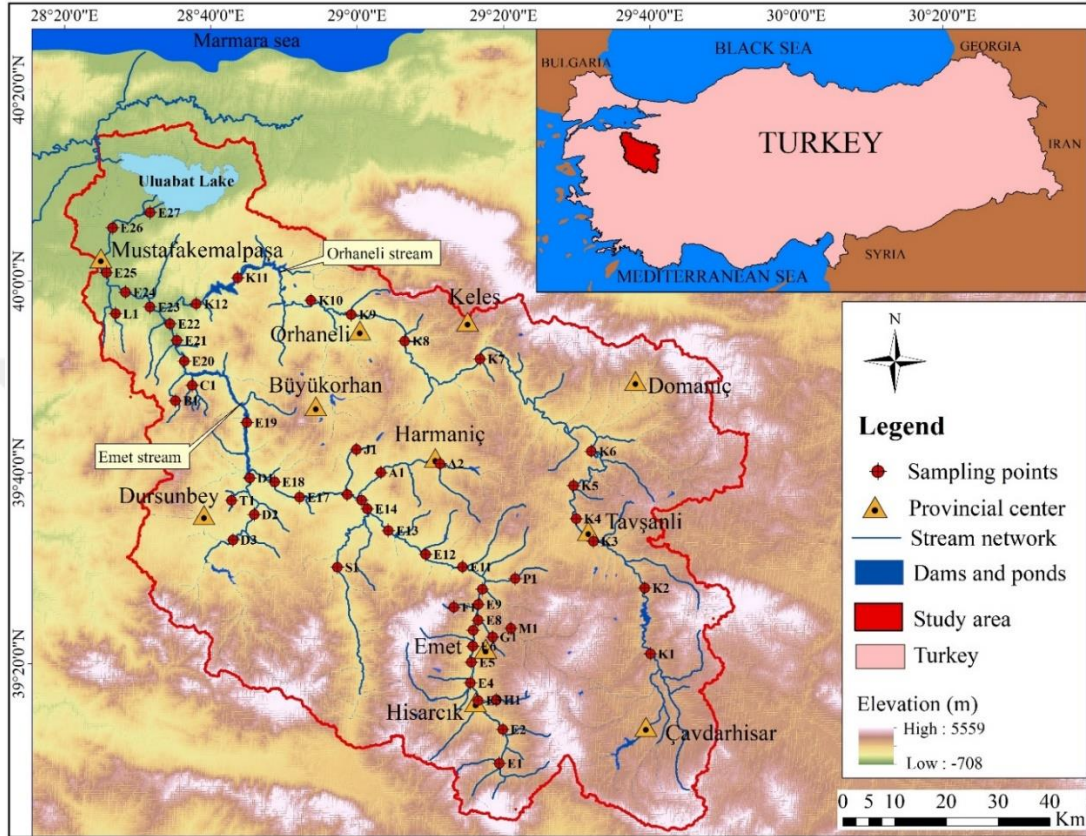 28°20'0"E
28°40'0"E
29°0'0"E
29°20'0"E
29°40'0"E
30°0'0"E
30°20'0"E
Marmara sea
40°20'0"N
40°0'0"N
39°40'0"N
39°20'0"N
BLACK SEA
GEORGIA
BULGARIA
TURKEY
IRAN
SYRIA
MEDITERRANEAN SEA
Uluabat Lake
E27
E26
Mustafakemalpaşa
Orhaneli stream
E25
K11
E24
E23
K12
K10
Keles
L1
K9
E22
Orhaneli
E21
K8
E20
K7
C1
Büyükorhan
Domaniç
B1
E19
Emet stream
Harmaniç
J1
K6
A2
A1
D1
E18
K5
Dursunbey
T1
E17
D2
E14
K4
Tavşanli
E13
K3
D3
E12
S1
E11
P1
K2
E9
E8
M1
G1
Emet
E5
K1
E4
H1
Hisarcık
E2
Çavdarhisar
E1
N
Legend
Sampling points
Provincial center
Stream network
Dams and ponds
Study area
Turkey
Elevation (m)
High : 5559
Low : -708
0 5 10 20 30 40
Km